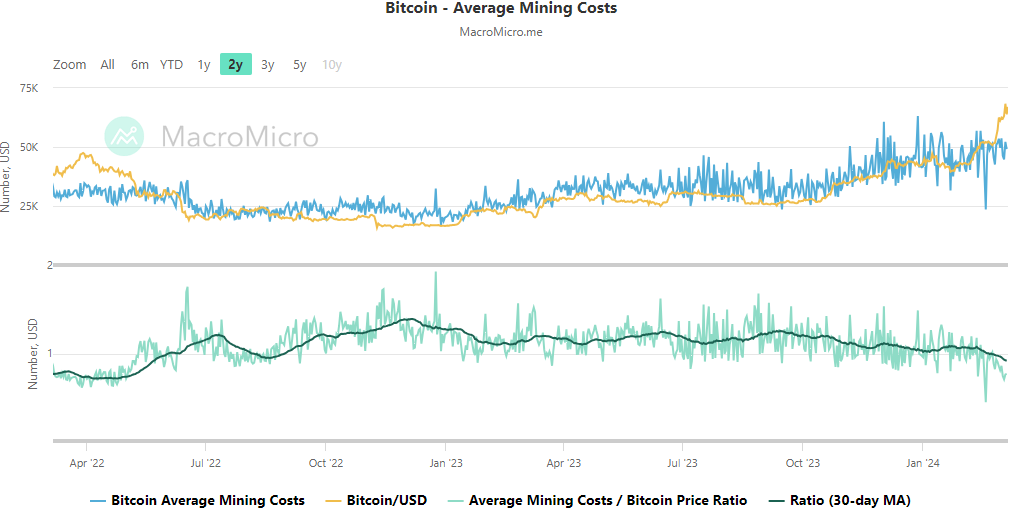 Bitcoin - Average Mining Costs
MacroMicro.me
Zoom All 6m YTD 1y 2y 3y 5y 10y
75K
MacroMicro
50K
Number, USD
25K
2
Number, USD
1
Apr '22 Jul '22 Oct '22 Jan '23 Apr '23 Jul '23 Oct '23 Jan '24
Bitcoin Average Mining Costs Bitcoin/USD Average Mining Costs / Bitcoin Price Ratio Ratio (30-day MA)